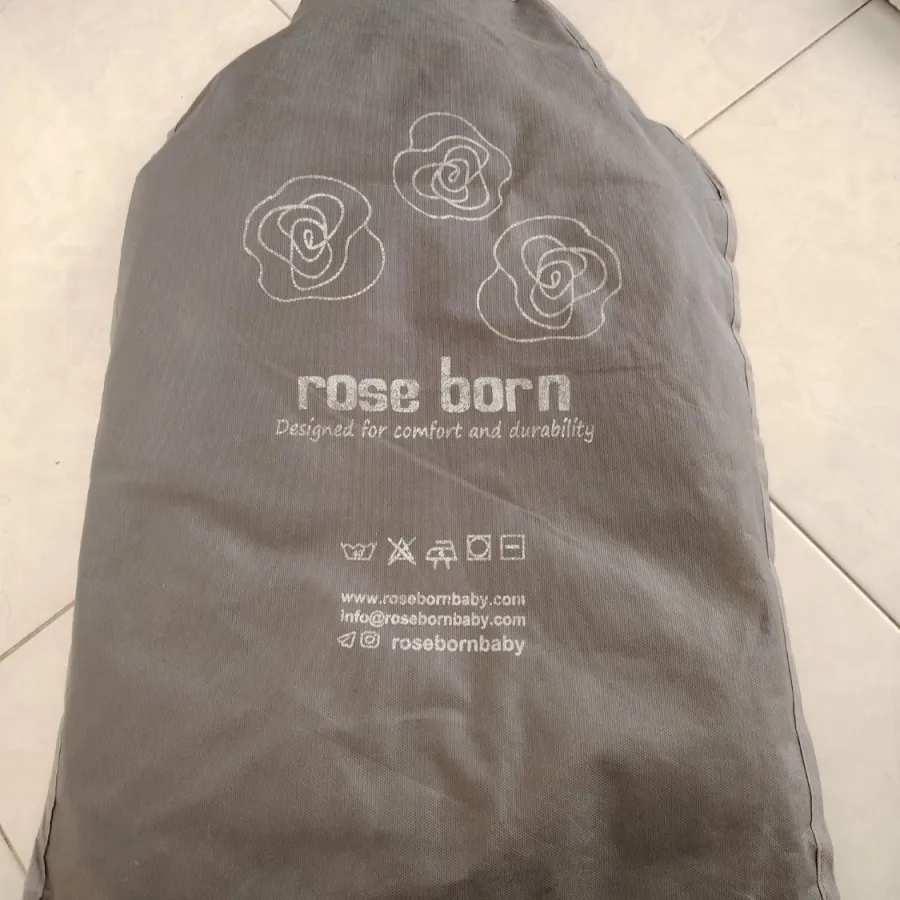 rose born
Designed for comfort and durability
www.rosebornbaby.com
info@rosebornbaby.com
rosebornbaby